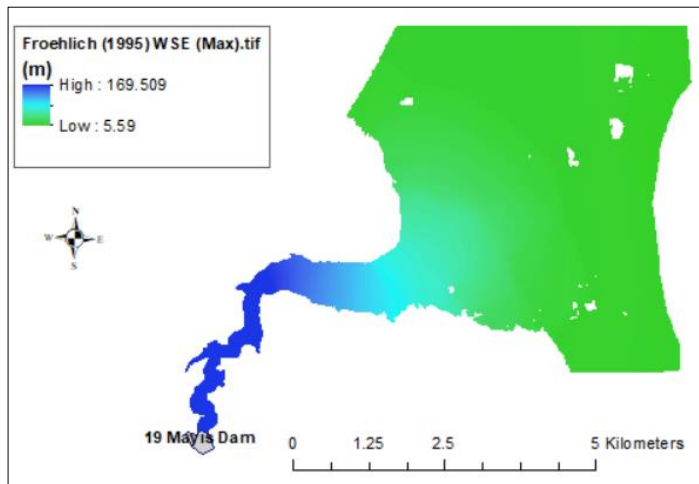 Froehlich (1995) WSE (Max).tif
(m)
High : 169.509
Low : 5.59
N
W E
S
19 Mayis Dam
0 1.25 2.5 5 Kilometers